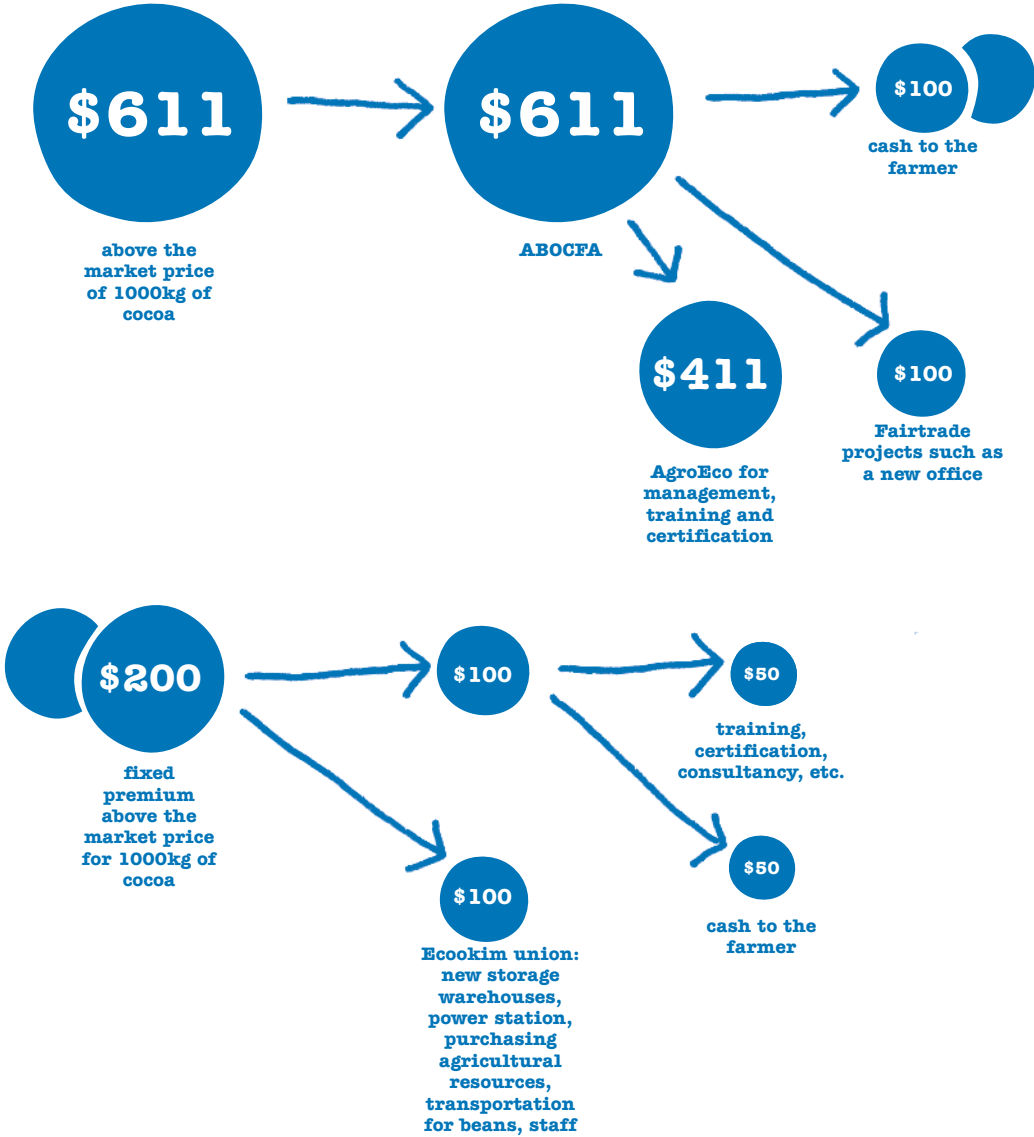 $611
above the
market price
of 1000kg of
cocoa
$611
ABOCFA
$100
cash to the
farmer
$411
AgroEco for
management,
training and
certification
$100
Fairtrade
projects such as
a new office
$200
fixed
premium
above the
market price
for 1000kg of
cocoa
$100
$50
training,
certification,
consultancy, etc.
$50
cash to the
farmer
$100
Ecookim union:
new storage
warehouses,
power station,
purchasing
agricultural
resources,
transportation
for beans, staff